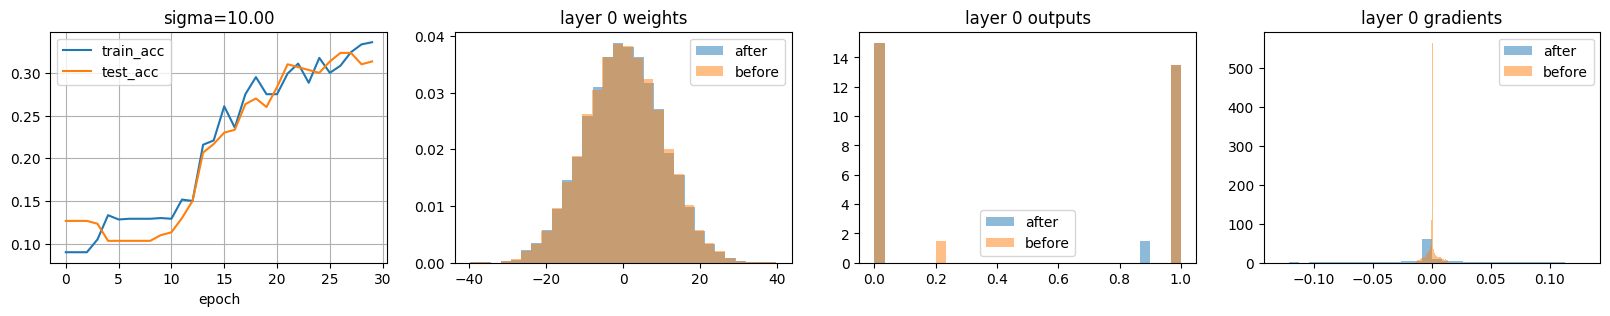 sigma=10.00
train_acc
test_acc
0.30
0.25
0.20
0.15
0.10
0 5 10 15 20 25 30
epoch
layer 0 weights
after
before
0.04
0.03
0.02
0.01
0.00
−40 −20 0 20 40
layer 0 outputs
after
before
14
12
10
8
6
4
2
0
0.0 0.2 0.4 0.6 0.8 1.0
layer 0 gradients
after
before
500
400
300
200
100
0
−0.10 −0.05 0.00 0.05 0.10